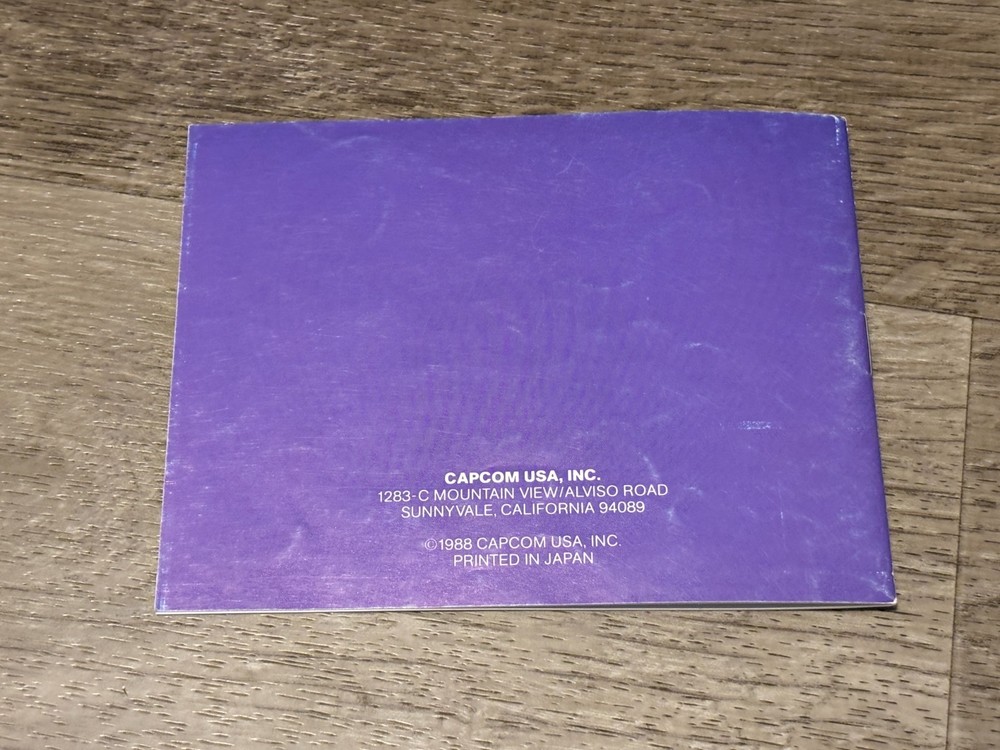 CAPCOM USA, INC.
1283-C MOUNTAIN VIEW/ALVISO ROAD
SUNNYVALE, CALIFORNIA 94089
©1988 CAPCOM USA, INC.
PRINTED IN JAPAN